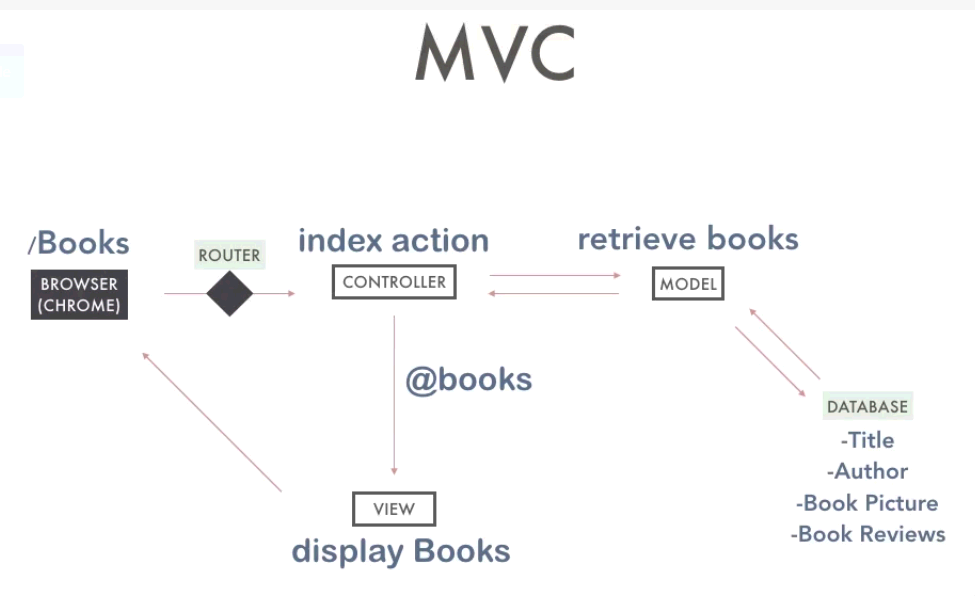 MVC
/Books
BROWSER
(CHROME)
ROUTER
index action
CONTROLLER
retrieve books
MODEL
@books
DATABASE
-Title
-Author
-Book Picture
-Book Reviews
VIEW
display Books